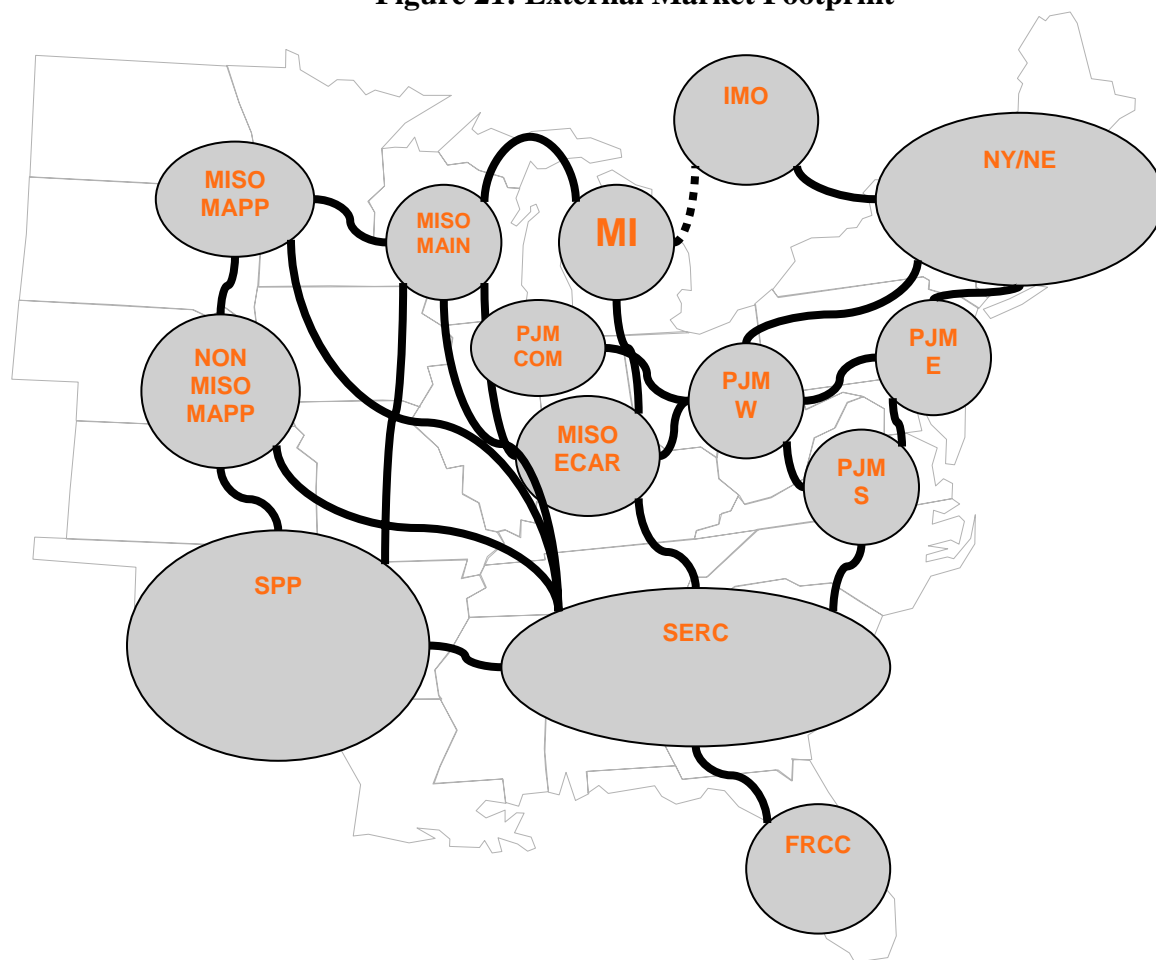 Figure 21: External Market Footprint
IMO
NY/NE
MISO
MAPP
MISO
MAIN
MI
PJM
COM
PJM
E
NON
MISO
MAPP
PJM
W
MISO
ECAR
PJM
S
SPP
SERC
FRCC